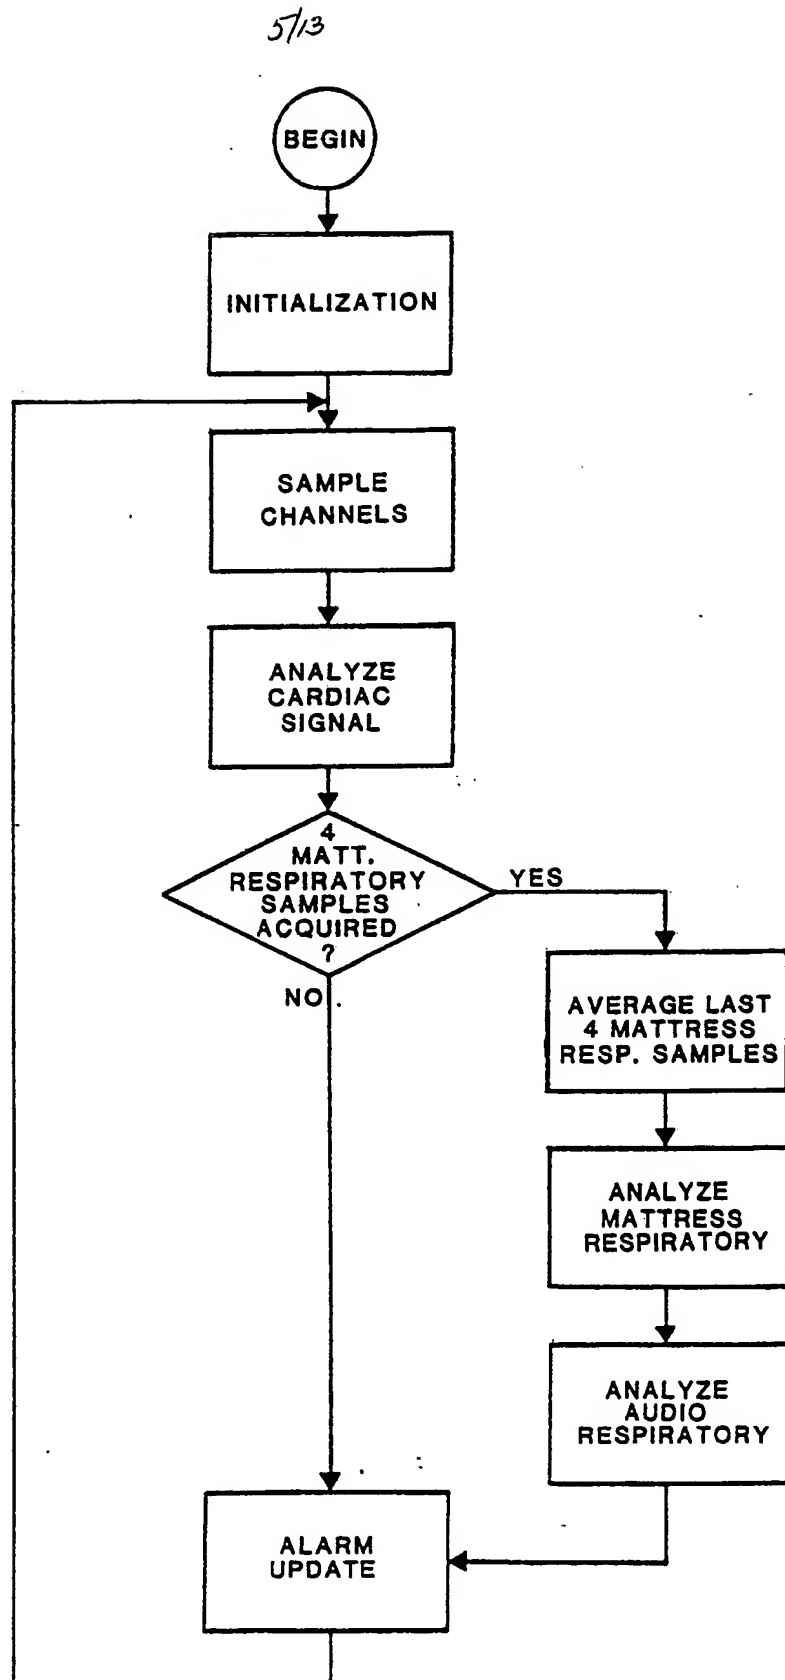 5/13
BEGIN
INITIALIZATION
SAMPLE
CHANNELS
ANALYZE
CARDIAC
SIGNAL
4
MATT.
RESPIRATORY
SAMPLES
ACQUIRED
?
YES
NO
AVERAGE LAST
4 MATTRESS
RESP. SAMPLES
ANALYZE
MATTRESS
RESPIRATORY
ANALYZE
AUDIO
RESPIRATORY
ALARM
UPDATE